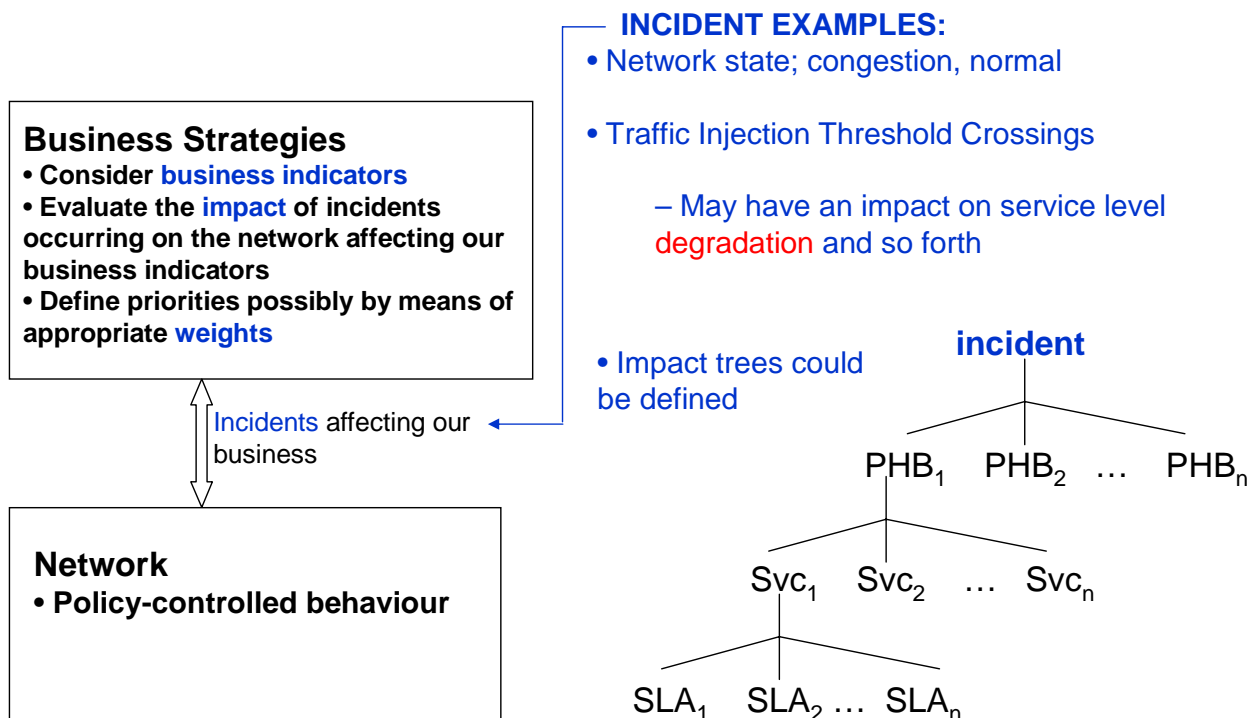 INCIDENT EXAMPLES:
• Network state; congestion, normal
• Traffic Injection Threshold Crossings
– May have an impact on service level
degradation and so forth
Business Strategies
• Consider business indicators
• Evaluate the impact of incidents
occurring on the network affecting our
business indicators
• Define priorities possibly by means of
appropriate weights
Incidents affecting our
business
Network
• Policy-controlled behaviour
• Impact trees could
be defined
incident
PHB₁ PHB₂ … PHBₙ
Svc₁ Svc₂ … Svcₙ
SLA₁ SLA₂ … SLAₙ